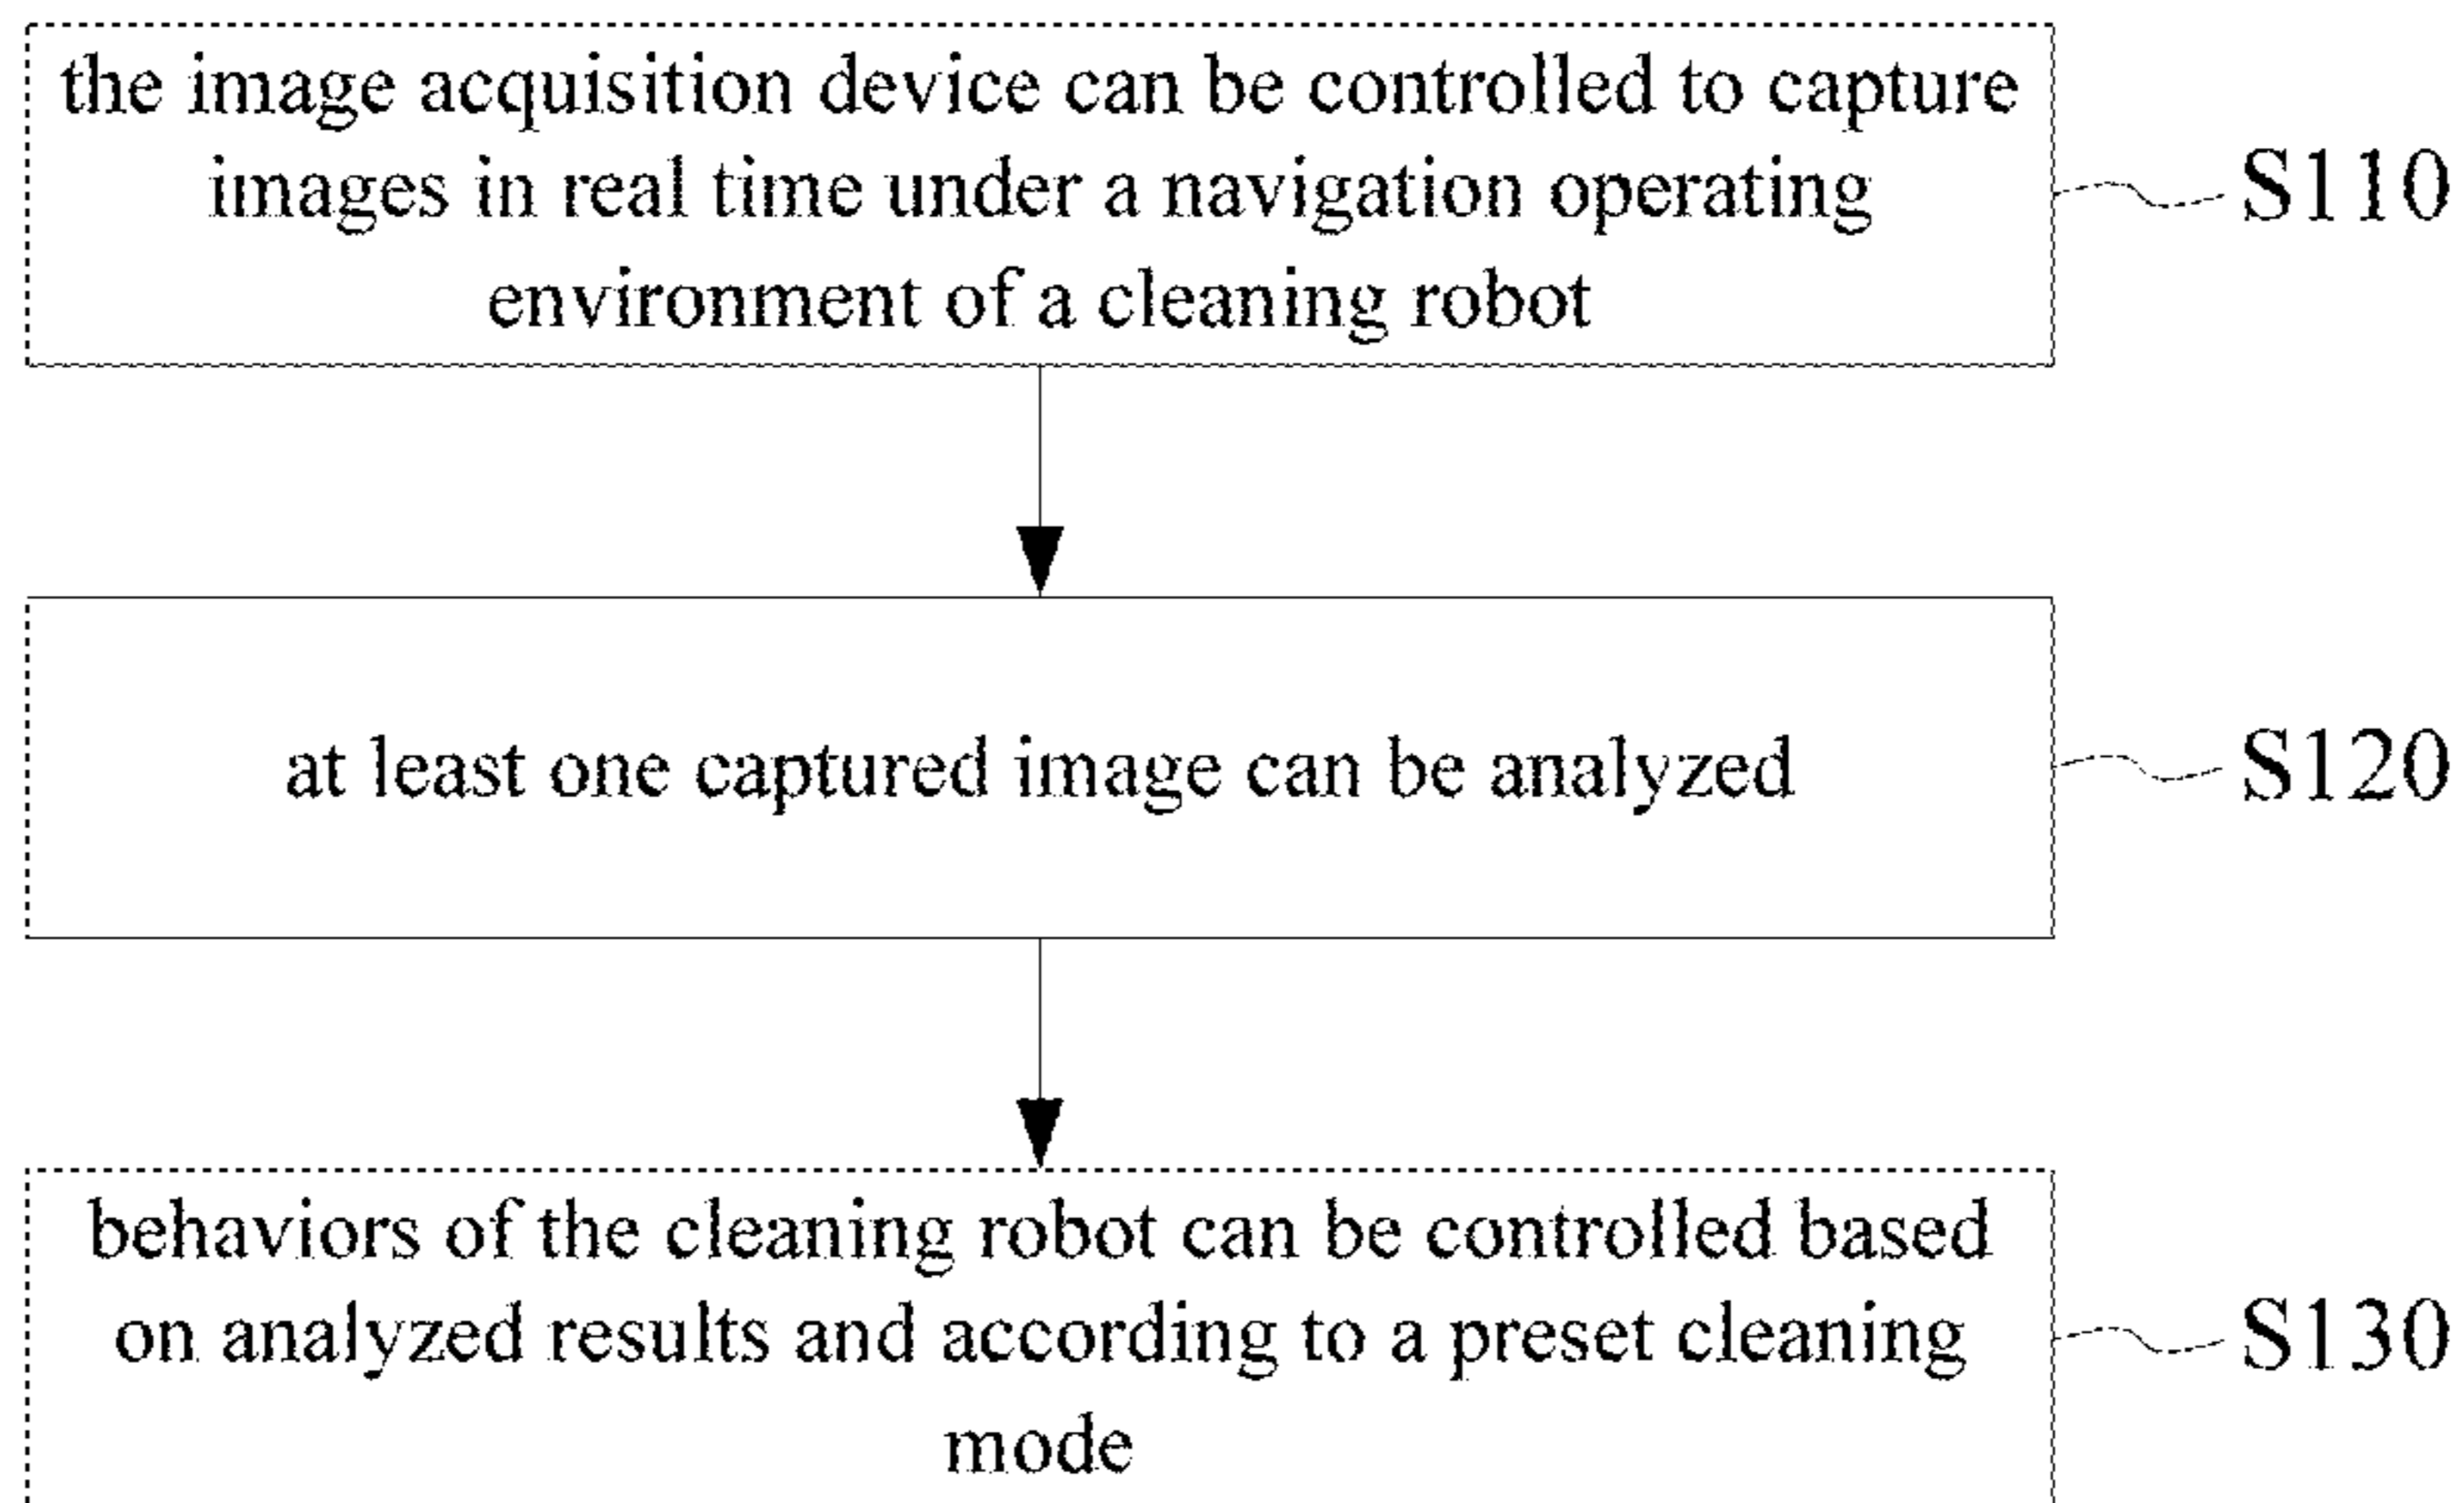 the image acquisition device can be controlled to capture
images in real time under a navigation operating
environment of a cleaning robot
S110
at least one captured image can be analyzed
S120
behaviors of the cleaning robot can be controlled based
on analyzed results and according to a preset cleaning
mode
S130